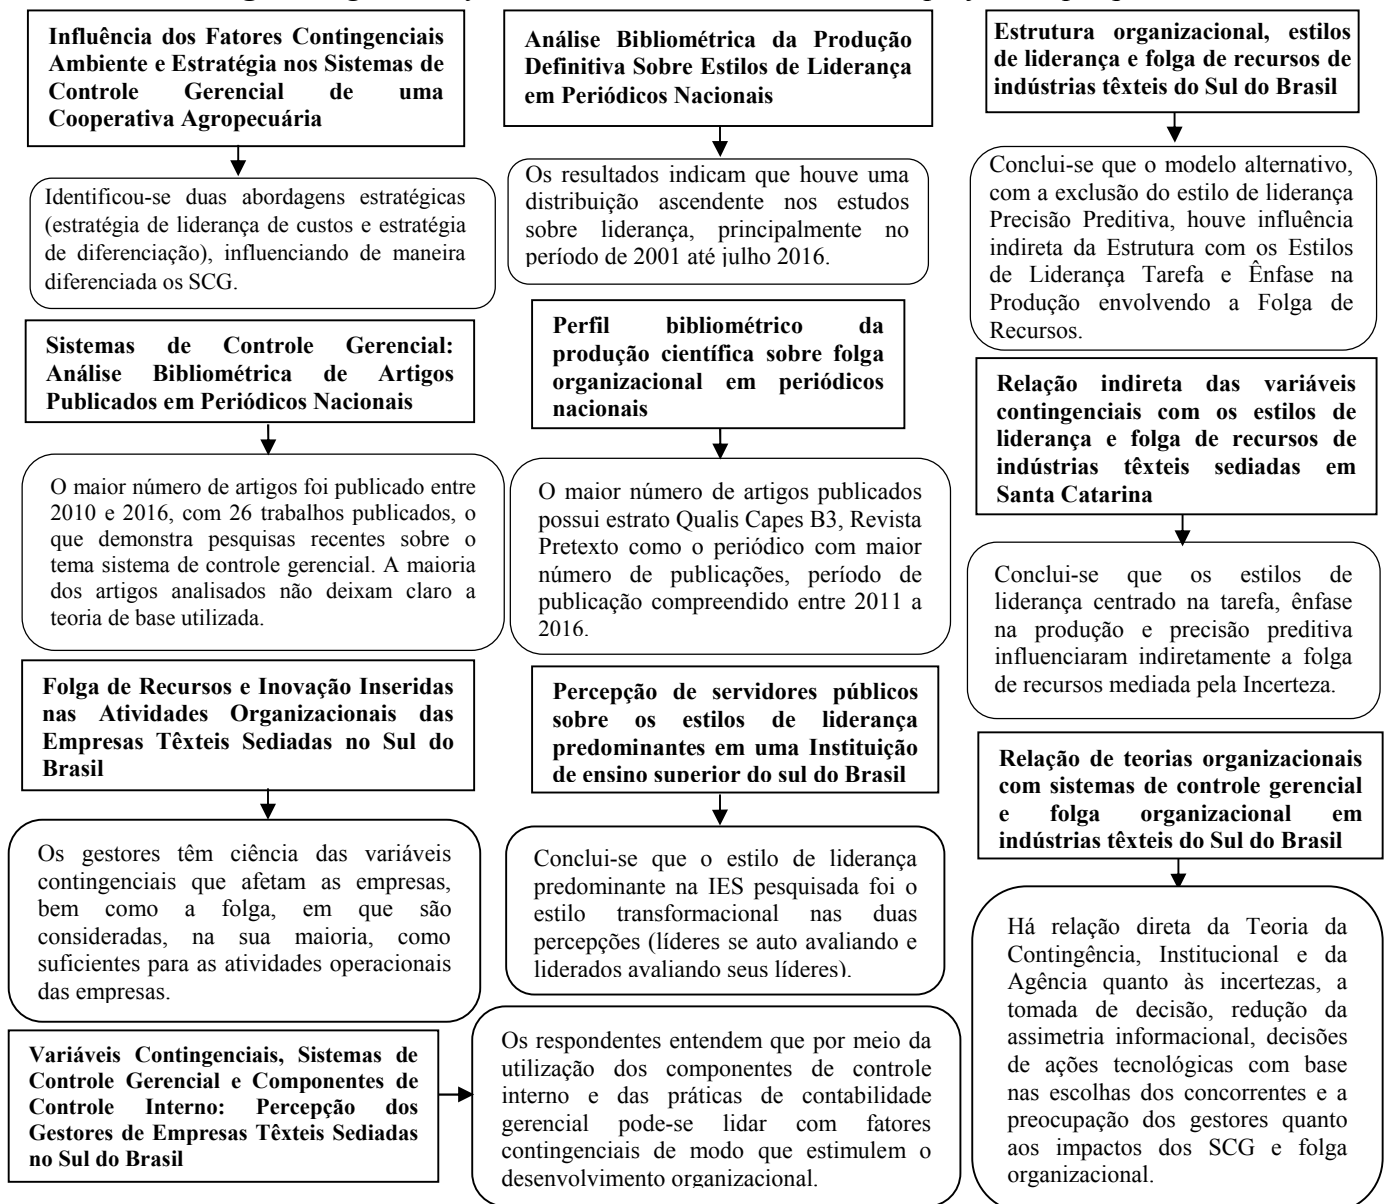 Influência dos Fatores Contingenciais
Ambiente e Estratégia nos Sistemas de
Controle Gerencial de uma
Cooperativa Agropecuária
Identificou-se duas abordagens estratégicas
(estratégia de liderança de custos e estratégia
de diferenciação), influenciando de maneira
diferenciada os SCG.
Sistemas de Controle Gerencial:
Análise Bibliométrica de Artigos
Publicados em Periódicos Nacionais
O maior número de artigos foi publicado entre
2010 e 2016, com 26 trabalhos publicados, o
que demonstra pesquisas recentes sobre o
tema sistema de controle gerencial. A maioria
dos artigos analisados não deixam claro a
teoria de base utilizada.
Folga de Recursos e Inovação Inseridas
nas Atividades Organizacionais das
Empresas Têxteis Sediadas no Sul do
Brasil
Os gestores têm ciência das variáveis
contingenciais que afetam as empresas,
bem como a folga, em que são
consideradas, na sua maioria, como
suficientes para as atividades operacionais
das empresas.
Variáveis Contingenciais, Sistemas de
Controle Gerencial e Componentes de
Controle Interno: Percepção dos
Gestores de Empresas Têxteis Sediadas
no Sul do Brasil
Análise Bibliométrica da Produção
Definitiva Sobre Estilos de Liderança
em Periódicos Nacionais
Os resultados indicam que houve uma
distribuição ascendente nos estudos
sobre liderança, principalmente no
período de 2001 até julho 2016.
Perfil bibliométrico da
produção científica sobre folga
organizacional em periódicos
nacionais
O maior número de artigos publicados
possui estrato Qualis Capes B3, Revista
Pretexto como o periódico com maior
número de publicações, período de
publicação compreendido entre 2011 a
2016.
Percepção de servidores públicos
sobre os estilos de liderança
predominantes em uma Instituição
de ensino superior do sul do Brasil
Conclui-se que o estilo de liderança
predominante na IES pesquisada foi o
estilo transformacional nas duas
percepções (líderes se auto avaliando e
liderados avaliando seus líderes).
Os respondentes entendem que por meio da
utilização dos componentes de controle
interno e das práticas de contabilidade
gerencial pode-se lidar com fatores
contingenciais de modo que estimulem o
desenvolvimento organizacional.
Estrutura organizacional, estilos
de liderança e folga de recursos de
indústrias têxteis do Sul do Brasil
Conclui-se que o modelo alternativo,
com a exclusão do estilo de liderança
Precisão Preditiva, houve influência
indireta da Estrutura com os Estilos
de Liderança Tarefa e Ênfase na
Produção envolvendo a Folga de
Recursos.
Relação indireta das variáveis
contingenciais com os estilos de
liderança e folga de recursos de
indústrias têxteis sediadas em
Santa Catarina
Conclui-se que os estilos de
liderança centrado na tarefa, ênfase
na produção e precisão preditiva
influenciaram indiretamente a folga
de recursos mediada pela Incerteza.
Relação de teorias organizacionais
com sistemas de controle gerencial
e folga organizacional em
indústrias têxteis do Sul do Brasil
Há relação direta da Teoria da
Contingência, Institucional e da
Agência quanto às incertezas, a
tomada de decisão, redução da
assimetria informacional, decisões
de ações tecnológicas com base
nas escolhas dos concorrentes e a
preocupação dos gestores quanto
aos impactos dos SCG e folga
organizacional.